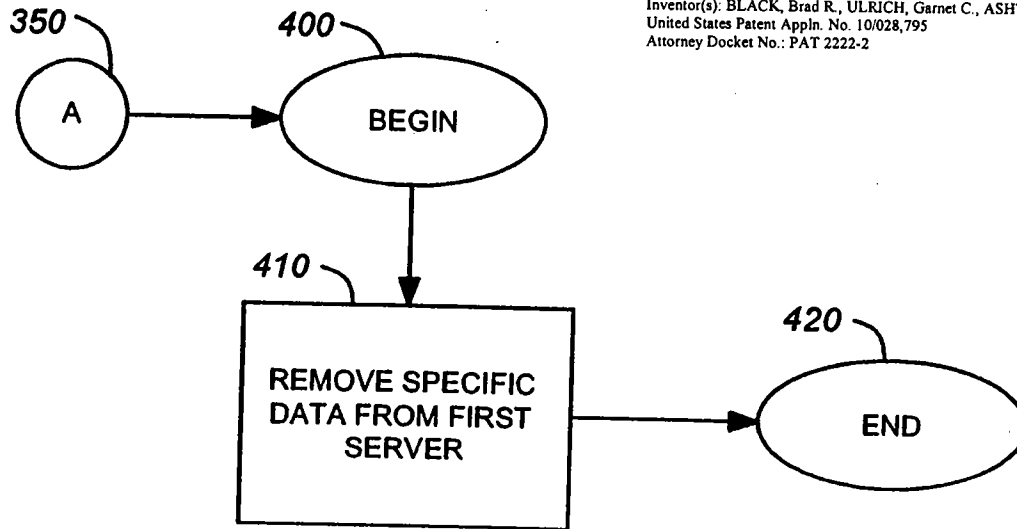 Inventor(s): BLACK, Brad R., ULRICH, Garnet C.,
United States Patent Appln. No. 10/028,795
Attorney Docket No.: PAT 2222-2
350
400
A
BEGIN
410
REMOVE SPECIFIC
DATA FROM FIRST
SERVER
420
END